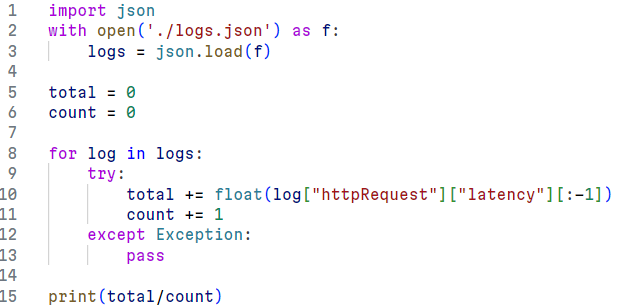 1 import json
2 with open('./logs.json') as f:
3     logs = json.load(f)
4
5 total = 0
6 count = 0
7
8 for log in logs:
9     try:
10         total += float(log["httpRequest"]["latency"][:-1])
11         count += 1
12     except Exception:
13         pass
14
15 print(total/count)